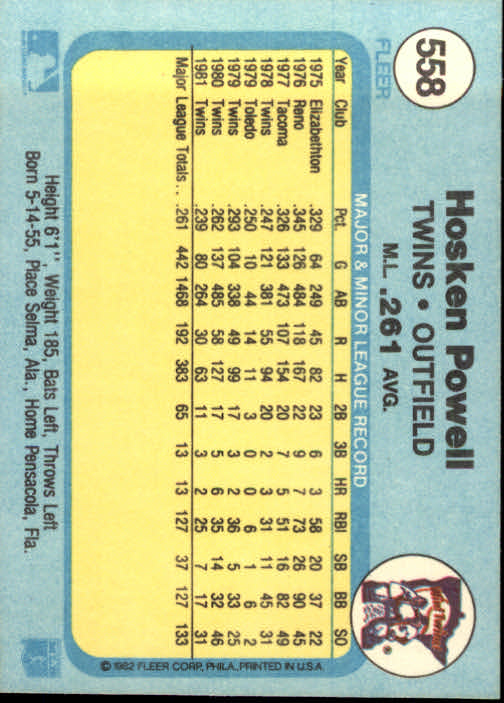 558
FLEER
Hosken Powell
TWINS • OUTFIELD
M.L. .261 AVG.
MAJOR & MINOR LEAGUE RECORD
Year Club Pct. G AB R H 2B 3B HR RBI SB BB SO
1975 Elizabethton .329 64 249 45 82 23 6 3 58 20 37 22
1976 Reno .345 126 484 118 167 22 9 7 73 26 90 45
1977 Tacoma .326 133 473 107 154 20 7 5 51 16 82 49
1978 Twins .247 121 381 55 94 20 2 3 31 11 45 31
1979 Toledo .250 10 44 14 11 3 0 0 6 1 6 2
1979 Twins .293 104 338 49 99 17 3 2 36 5 33 25
1980 Twins .262 137 485 58 127 17 5 6 35 14 32 46
1981 Twins .239 80 264 30 63 11 3 2 25 7 17 31
Major League Totals . . .261 442 1468 192 383 65 13 13 127 37 127 133
Height 6'1", Weight 185, Bats Left, Throws Left
Born 5-14-55, Place Selma, Ala., Home Pensacola, Fla.
© 1982 FLEER CORP., PHILA., PRINTED IN U.S.A.